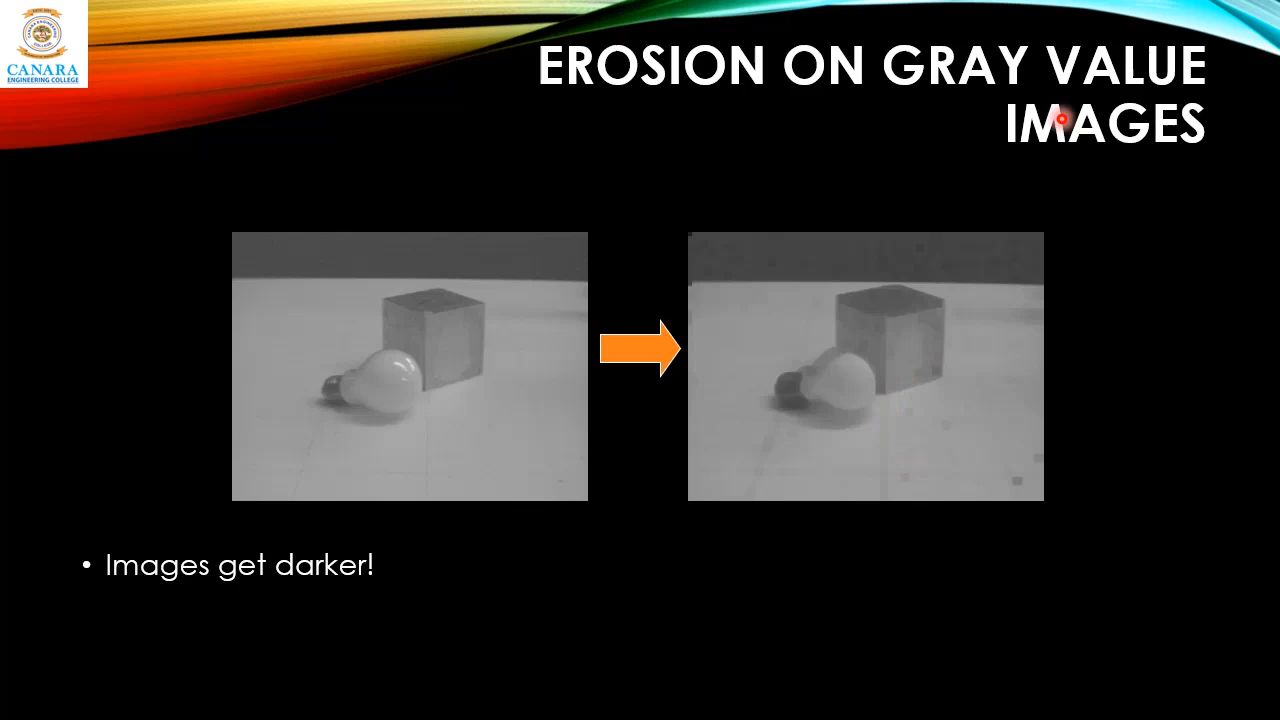 CANARA
ENGINEERING COLLEGE
EROSION ON GRAY VALUE
IMAGES
• Images get darker!